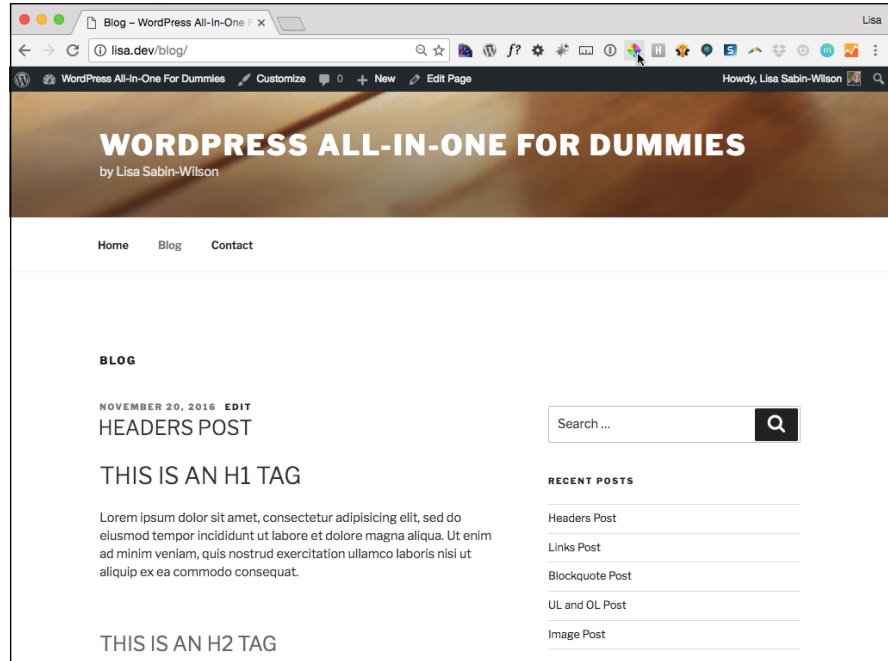 Blog – WordPress All-In-One F
Lisa
lisa.dev/blog/
f?
H
S
m
WordPress All-In-One For Dummies Customize 0 New Edit Page Howdy, Lisa Sabin-Wilson
WORDPRESS ALL-IN-ONE FOR DUMMIES
by Lisa Sabin-Wilson
Home Blog Contact
BLOG
NOVEMBER 20, 2016 EDIT
HEADERS POST
Search ...
THIS IS AN H1 TAG
RECENT POSTS
Lorem ipsum dolor sit amet, consectetur adipisicing elit, sed do
eiusmod tempor incididunt ut labore et dolore magna aliqua. Ut enim
ad minim veniam, quis nostrud exercitation ullamco laboris nisi ut
aliquip ex ea commodo consequat.
Headers Post
Links Post
Blockquote Post
UL and OL Post
Image Post
THIS IS AN H2 TAG